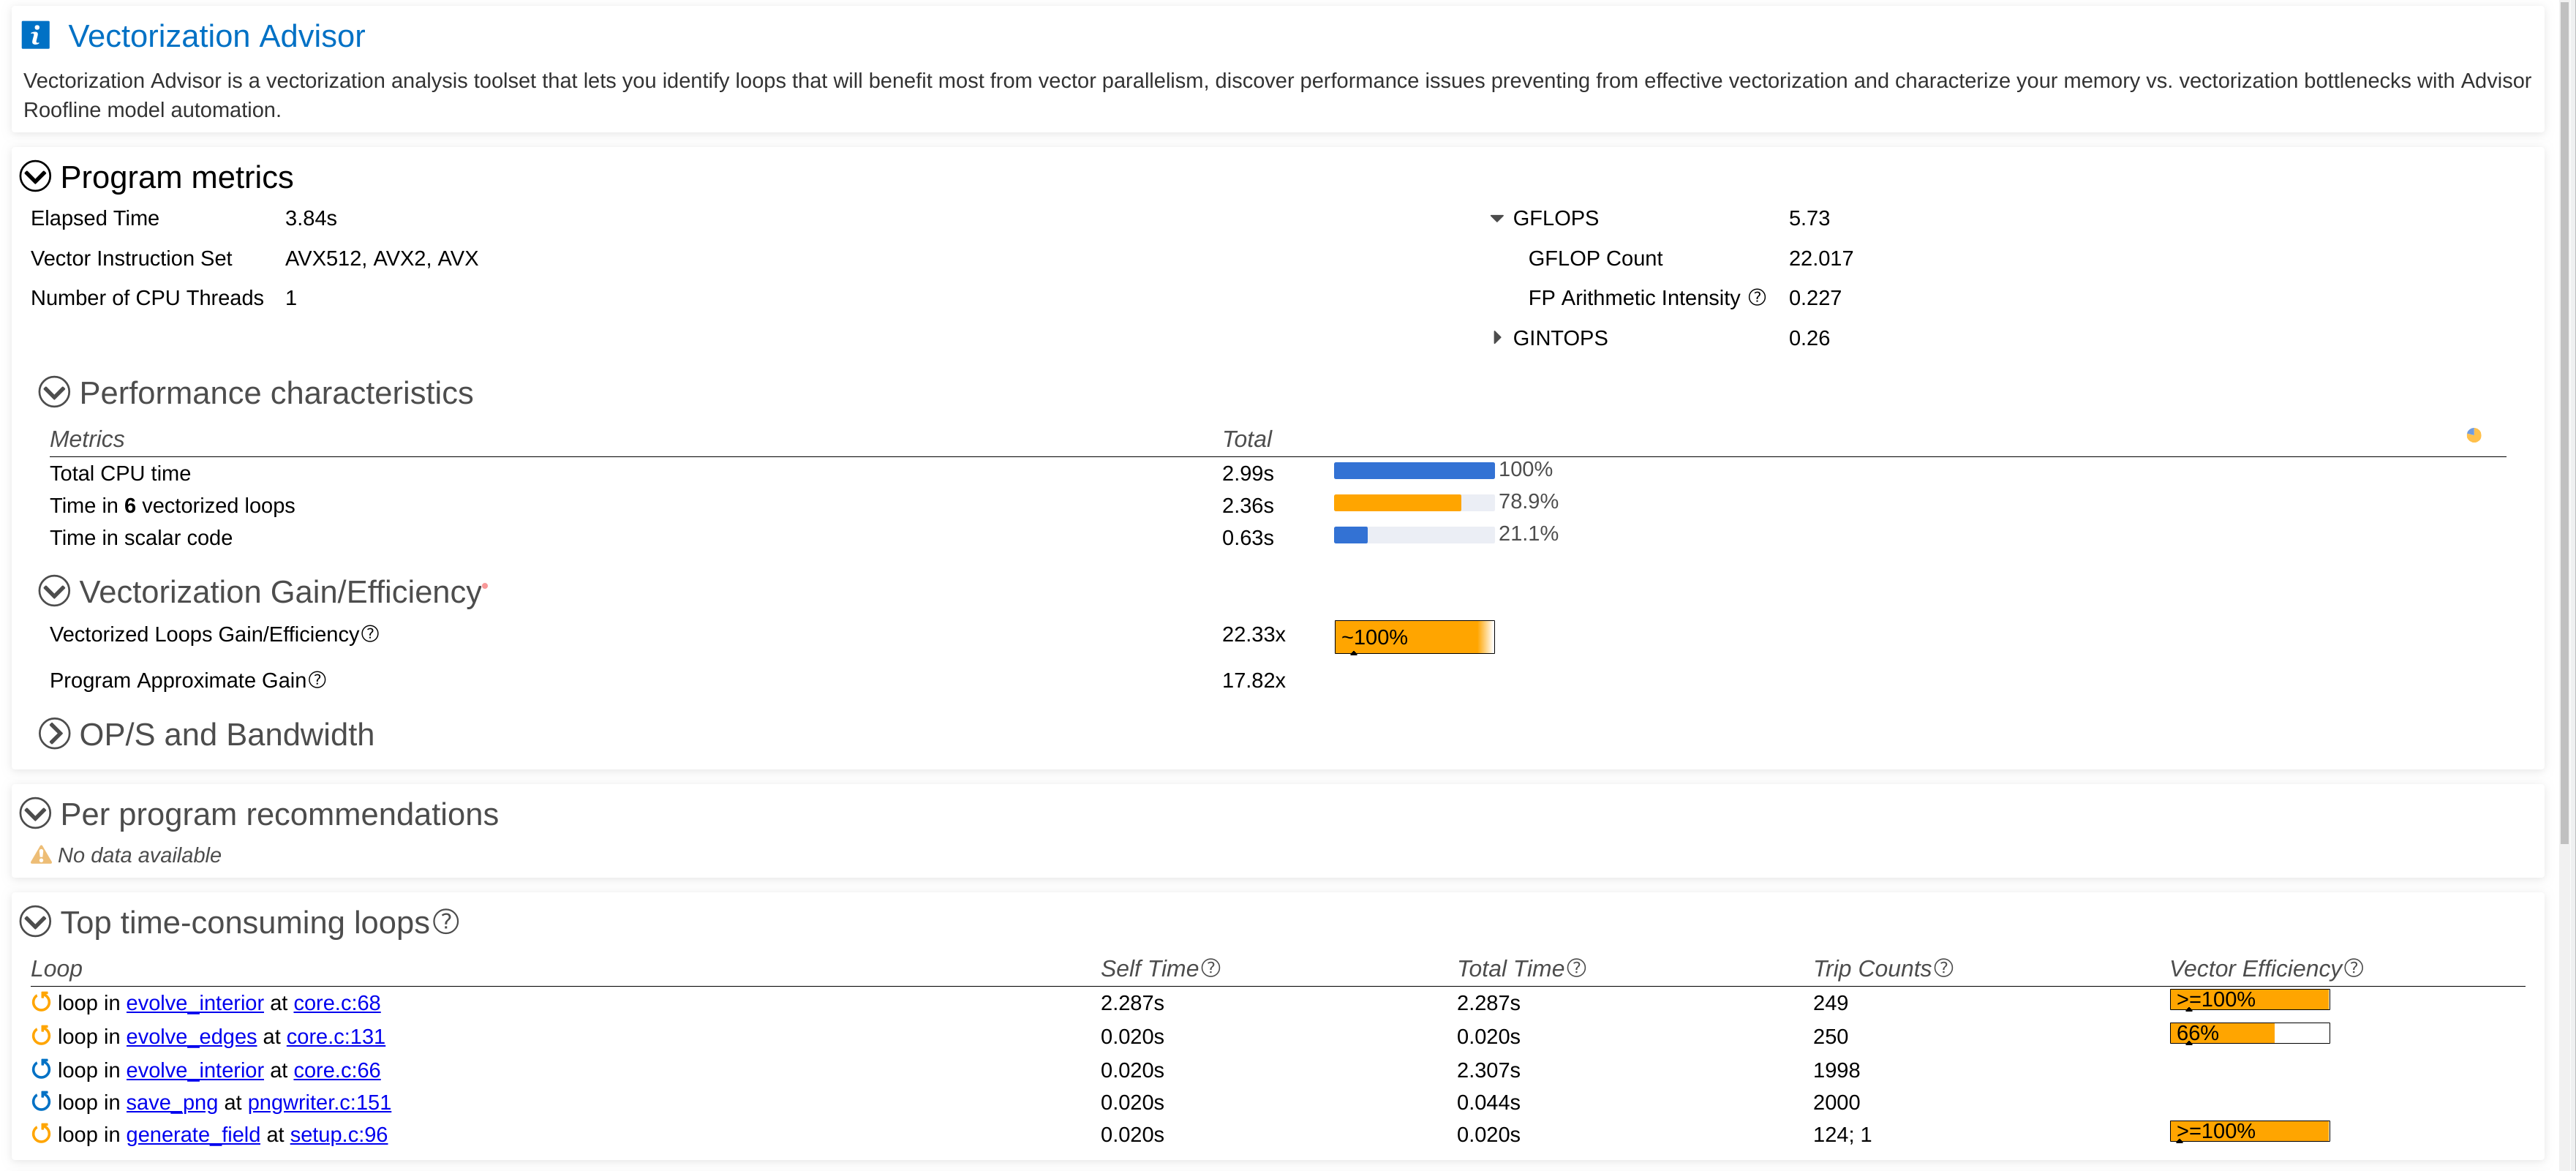 Vectorization Advisor
Vectorization Advisor is a vectorization analysis toolset that lets you identify loops that will benefit most from vector parallelism, discover performance issues preventing from effective vectorization and characterize your memory vs. vectorization bottlenecks with Advisor
Roofline model automation.
Program metrics
Elapsed Time 3.84s
Vector Instruction Set AVX512, AVX2, AVX
Number of CPU Threads 1
GFLOPS 5.73
GFLOP Count 22.017
FP Arithmetic Intensity ? 0.227
GINTOPS 0.26
Performance characteristics
Metrics Total
Total CPU time 2.99s 100%
Time in 6 vectorized loops 2.36s 78.9%
Time in scalar code 0.63s 21.1%
Vectorization Gain/Efficiency
Vectorized Loops Gain/Efficiency ? 22.33x ~100%
Program Approximate Gain ? 17.82x
OP/S and Bandwidth
Per program recommendations
No data available
Top time-consuming loops ?
Loop Self Time ? Total Time ? Trip Counts ? Vector Efficiency ?
loop in evolve_interior at core.c:68 2.287s 2.287s 249 >=100%
loop in evolve_edges at core.c:131 0.020s 0.020s 250 66%
loop in evolve_interior at core.c:66 0.020s 2.307s 1998
loop in save_png at pngwriter.c:151 0.020s 0.044s 2000
loop in generate_field at setup.c:96 0.020s 0.020s 124; 1 >=100%